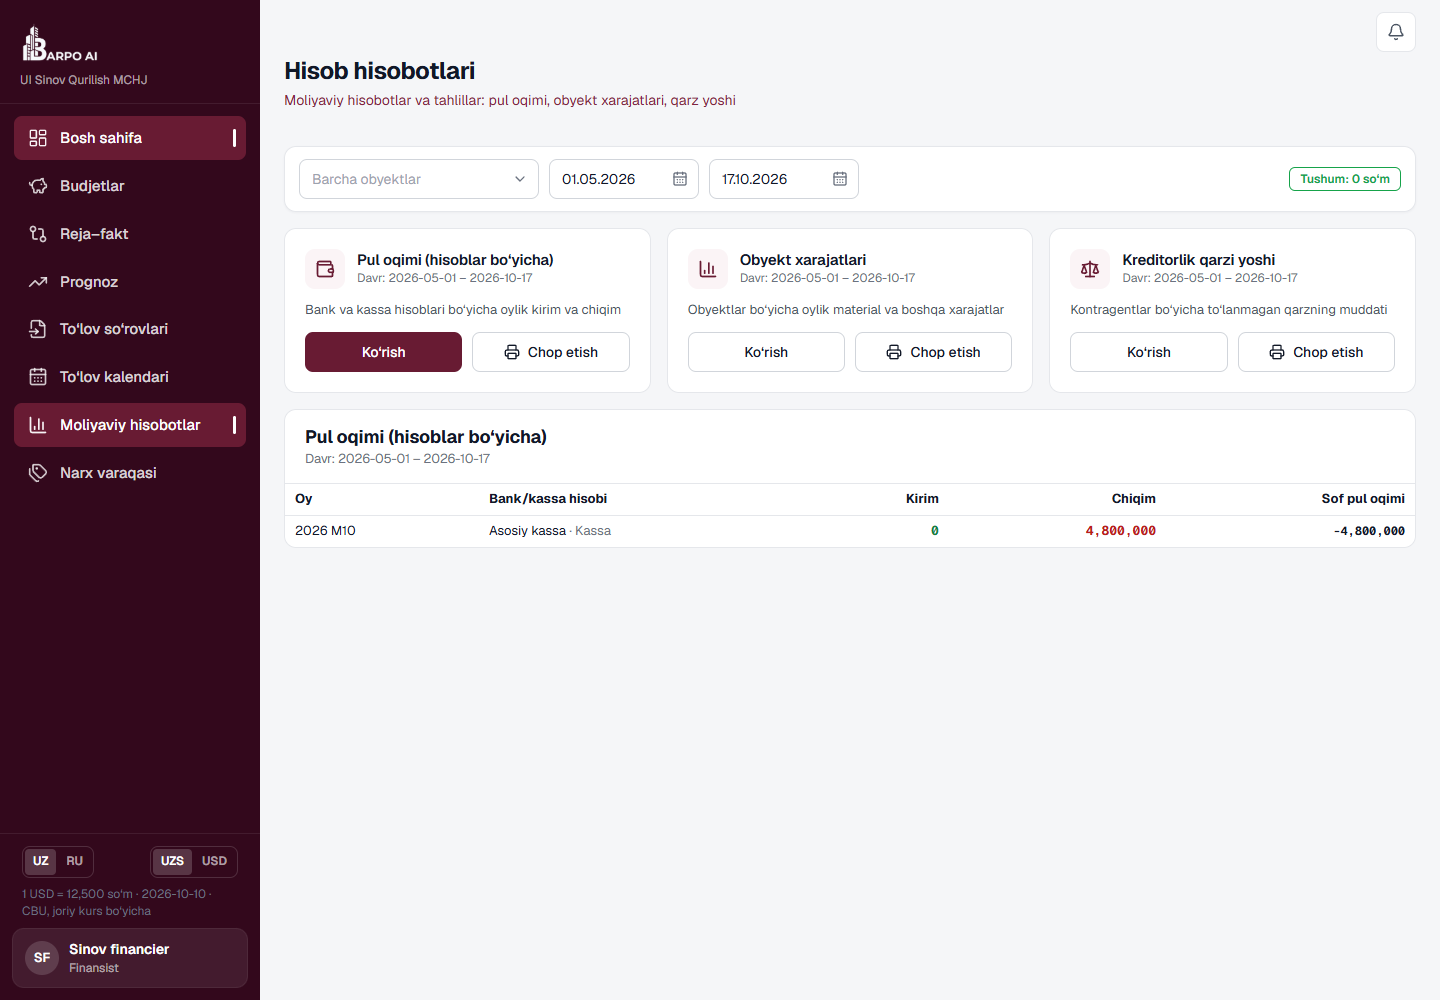 BARPO AI
UI Sinov Qurilish MCHJ
Bosh sahifa
Budjetlar
Reja–fakt
Prognoz
To‘lov so‘rovlari
To‘lov kalendari
Moliyaviy hisobotlar
Narx varaqasi
UZ RU UZS USD
1 USD = 12,500 so‘m · 2026-10-10 ·
CBU, joriy kurs bo‘yicha
SF
Sinov financier
Finansist
Hisob hisobotlari
Moliyaviy hisobotlar va tahlillar: pul oqimi, obyekt xarajatlari, qarz yoshi
Barcha obyektlar 01.05.2026 17.10.2026 Tushum: 0 so‘m
Pul oqimi (hisoblar bo‘yicha)
Davr: 2026-05-01 – 2026-10-17
Bank va kassa hisoblari bo‘yicha oylik kirim va chiqim
Ko‘rish Chop etish
Obyekt xarajatlari
Davr: 2026-05-01 – 2026-10-17
Obyektlar bo‘yicha oylik material va boshqa xarajatlar
Ko‘rish Chop etish
Kreditorlik qarzi yoshi
Davr: 2026-05-01 – 2026-10-17
Kontragentlar bo‘yicha to‘lanmagan qarzning muddati
Ko‘rish Chop etish
Pul oqimi (hisoblar bo‘yicha)
Davr: 2026-05-01 – 2026-10-17
Oy Bank/kassa hisobi Kirim Chiqim Sof pul oqimi
2026 M10 Asosiy kassa · Kassa 0 4,800,000 -4,800,000